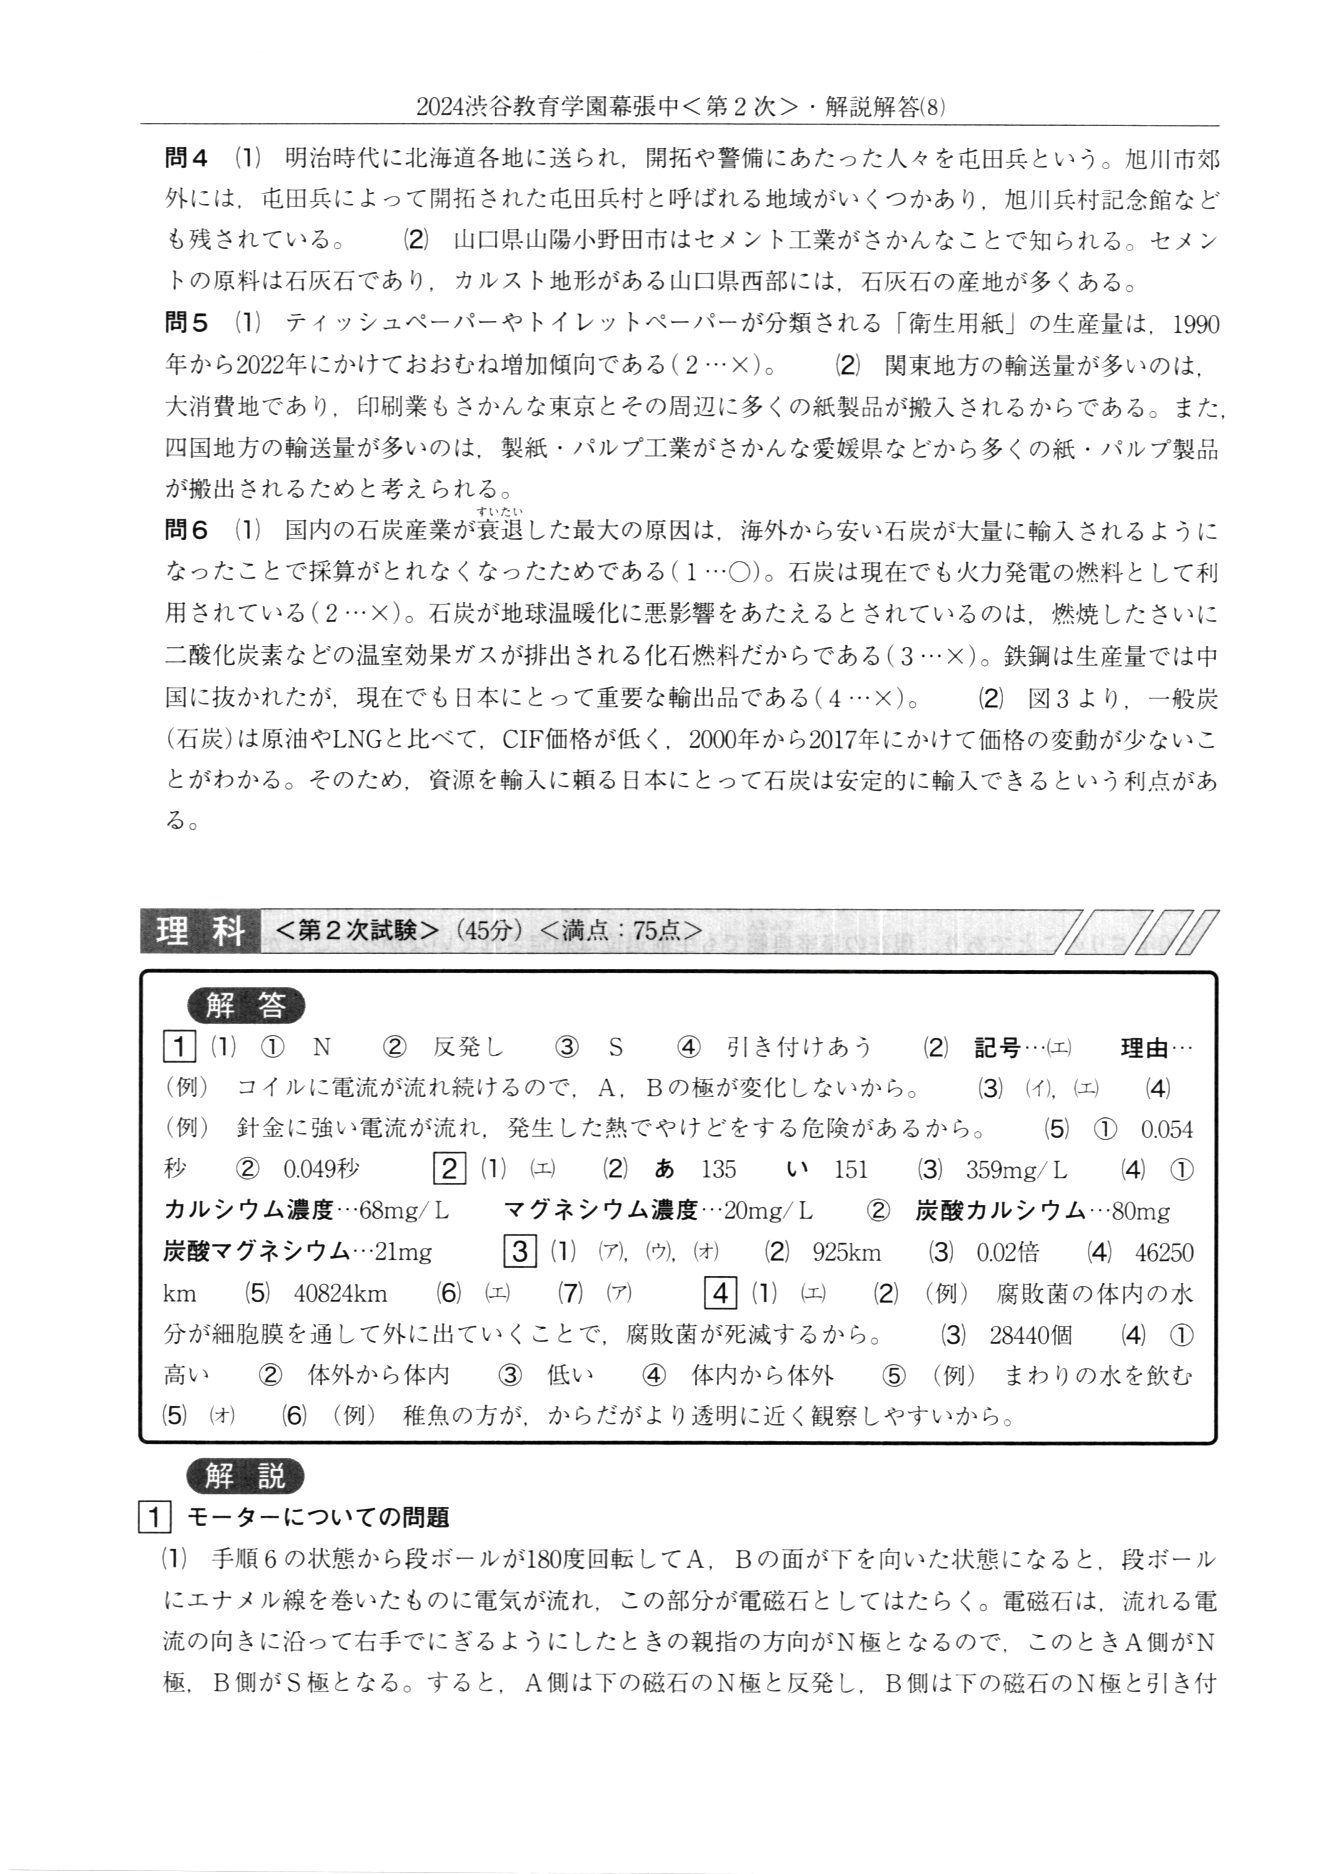 2024渋谷教育学園幕張中＜第２次＞・解説解答(8)
問４　(1)　明治時代に北海道各地に送られ，開拓や警備にあたった人々を屯田兵という。旭川市郊
外には，屯田兵によって開拓された屯田兵村と呼ばれる地域がいくつかあり，旭川兵村記念館など
も残されている。　　(2)　山口県山陽小野田市はセメント工業がさかんなことで知られる。セメン
トの原料は石灰石であり，カルスト地形がある山口県西部には，石灰石の産地が多くある。
問５　(1)　ティッシュペーパーやトイレットペーパーが分類される「衛生用紙」の生産量は，1990
年から2022年にかけておおむね増加傾向である(２…×)。　　(2)　関東地方の輸送量が多いのは，
大消費地であり，印刷業もさかんな東京とその周辺に多くの紙製品が搬入されるからである。また，
四国地方の輸送量が多いのは，製紙・パルプ工業がさかんな愛媛県などから多くの紙・パルプ製品
が搬出されるためと考えられる。
すいたい
問６　(1)　国内の石炭産業が衰退した最大の原因は，海外から安い石炭が大量に輸入されるように
なったことで採算がとれなくなったためである(１…○)。石炭は現在でも火力発電の燃料として利
用されている(２…×)。石炭が地球温暖化に悪影響をあたえるとされているのは，燃焼したさいに
二酸化炭素などの温室効果ガスが排出される化石燃料だからである(３…×)。鉄鋼は生産量では中
国に抜かれたが，現在でも日本にとって重要な輸出品である(４…×)。　　(2)　図３より，一般炭
(石炭)は原油やLNGと比べて，CIF価格が低く，2000年から2017年にかけて価格の変動が少ないこ
とがわかる。そのため，資源を輸入に頼る日本にとって石炭は安定的に輸入できるという利点があ
る。
理科　＜第２次試験＞（45分）＜満点：75点＞
解答
1　(1)　①　N　　②　反発し　　③　S　　④　引き付けあう　　(2)　記号…(エ)　　理由…
（例）　コイルに電流が流れ続けるので，A，Bの極が変化しないから。　　(3)　(イ)，(エ)　　(4)
（例）　針金に強い電流が流れ，発生した熱でやけどをする危険があるから。　　(5)　①　0.054
秒　　②　0.049秒　　2　(1)　(エ)　　(2)　あ　135　い　151　　(3)　359mg/L　　(4)　①
カルシウム濃度…68mg/L　　マグネシウム濃度…20mg/L　　②　炭酸カルシウム…80mg
炭酸マグネシウム…21mg　　3　(1)　(ア)，(ウ)，(オ)　　(2)　925km　　(3)　0.02倍　　(4)　46250
km　　(5)　40824km　　(6)　(エ)　　(7)　(ア)　　4　(1)　(エ)　　(2)　（例）　腐敗菌の体内の水
分が細胞膜を通して外に出ていくことで，腐敗菌が死滅するから。　　(3)　28440個　　(4)　①
高い　　②　体外から体内　　③　低い　　④　体内から体外　　⑤　（例）　まわりの水を飲む
(5)　(オ)　　(6)　（例）　稚魚の方が，からだがより透明に近く観察しやすいから。
解説
1　モーターについての問題
(1)　手順６の状態から段ボールが180度回転してA，Bの面が下を向いた状態になると，段ボール
にエナメル線を巻いたものに電気が流れ，この部分が電磁石としてはたらく。電磁石は，流れる電
流の向きに沿って右手でにぎるようにしたときの親指の方向がN極となるので，このときA側がN
極，B側がS極となる。すると，A側は下の磁石のN極と反発し，B側は下の磁石のN極と引き付